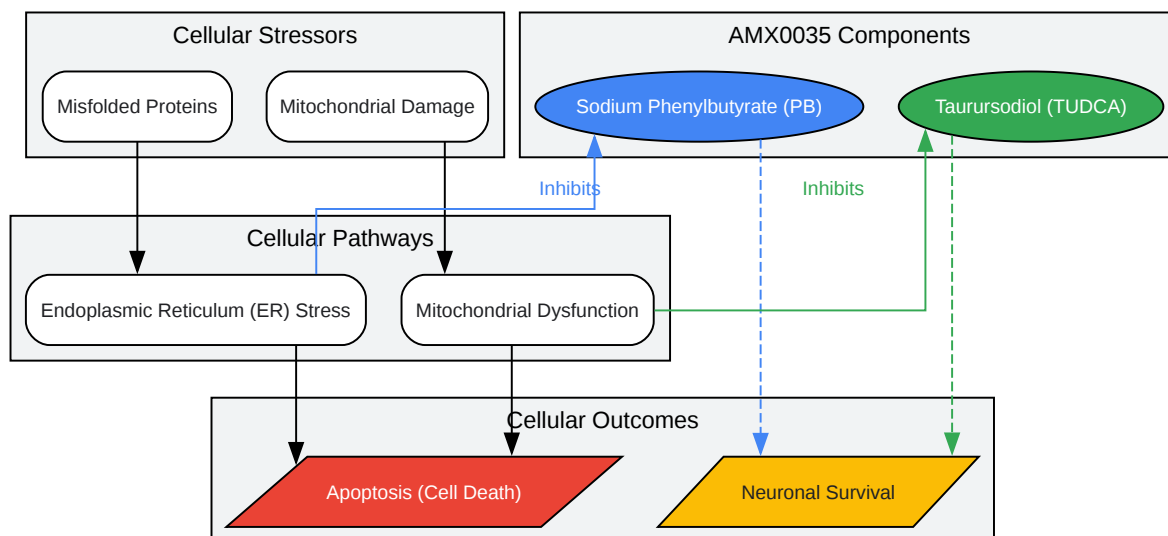 Cellular Stressors
AMX0035 Components
Misfolded Proteins
Mitochondrial Damage
Sodium Phenylbutyrate (PB)
Taurursodiol (TUDCA)
Inhibits
Inhibits
Cellular Pathways
Endoplasmic Reticulum (ER) Stress
Mitochondrial Dysfunction
Cellular Outcomes
Apoptosis (Cell Death)
Neuronal Survival